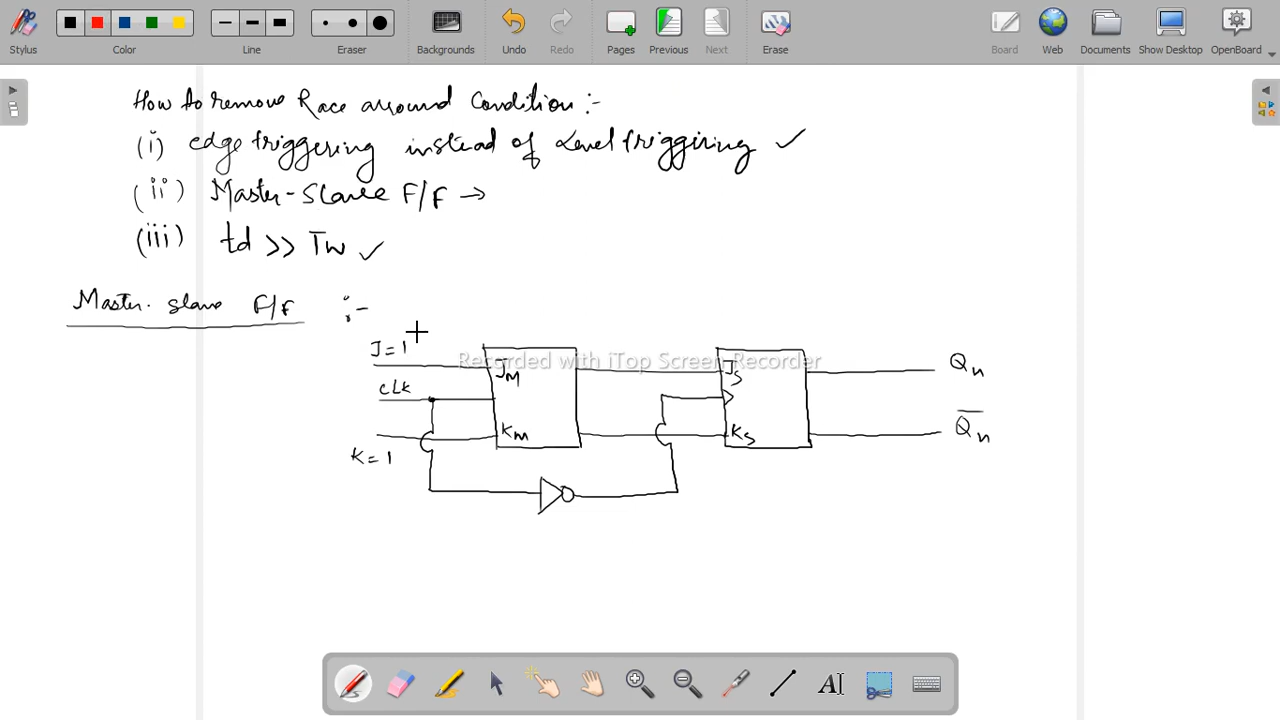 Stylus Color Line Eraser Backgrounds Undo Redo Pages Previous Next Erase Board Web Documents Show Desktop OpenBoard
How to remove Race around Condition :-
(i) edge triggering instead of Level triggiring ✓
(ii) Master-Slave F/F →
(iii) td >> Tw ✓
Master-slave F/F :-
J=1
Recorded with iTop Screen Recorder
JM JS Qn
CLK
KM KS Q̅n
K=1
AI